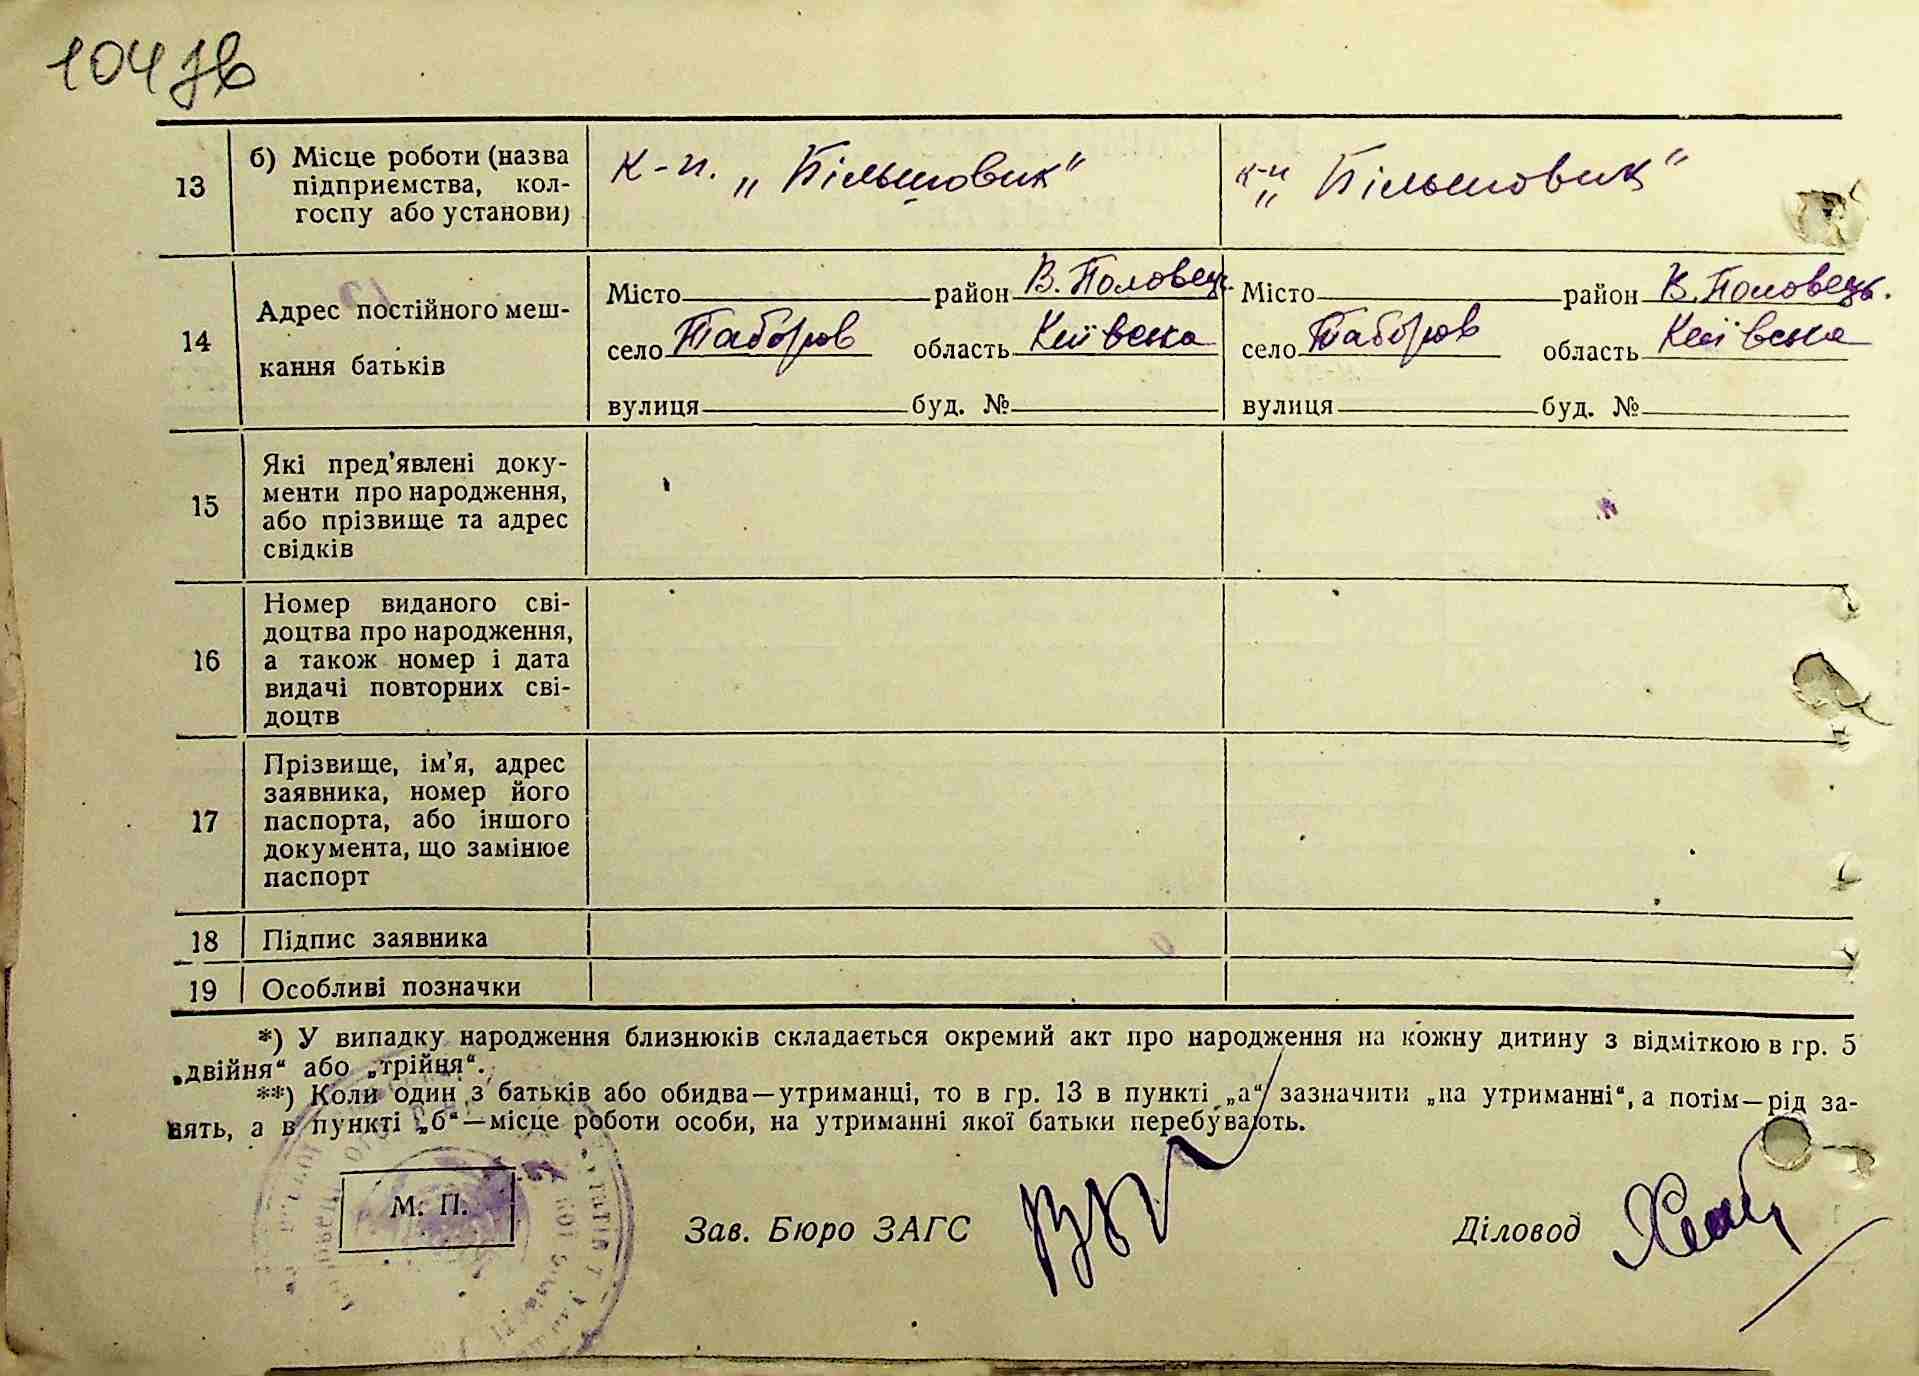 104 зв
13 б) Місце роботи (назва
підприємства, кол-
госпу або установи)
к-п. „Більшовик“
к-п „Більшовик“
14 Адрес постійного меш-
кання батьків
Місто район В. Половець.
село Таборов область Київська
вулиця буд. №
Місто район В. Половець.
село Таборов область Київська
вулиця буд. №
15 Які пред’явлені доку-
менти про народження,
або прізвище та адрес
свідків
16 Номер виданого сві-
доцтва про народження,
а також номер і дата
видачі повторних сві-
доцтв
17 Прізвище, ім’я, адрес
заявника, номер його
паспорта, або іншого
документа, що замінює
паспорт
18 Підпис заявника
19 Особливі позначки
*) У випадку народження близнюків складається окремий акт про народження на кожну дитину з відміткою в гр. 5
„двійня“ або „трійня“.
**) Коли один з батьків або обидва—утриманці, то в гр. 13 в пункті „а“ зазначити „на утриманні“, а потім—рід за-
нять, а в пункті „б“—місце роботи особи, на утриманні якої батьки перебувають.
М. П.
Зав. Бюро ЗАГС
Діловод